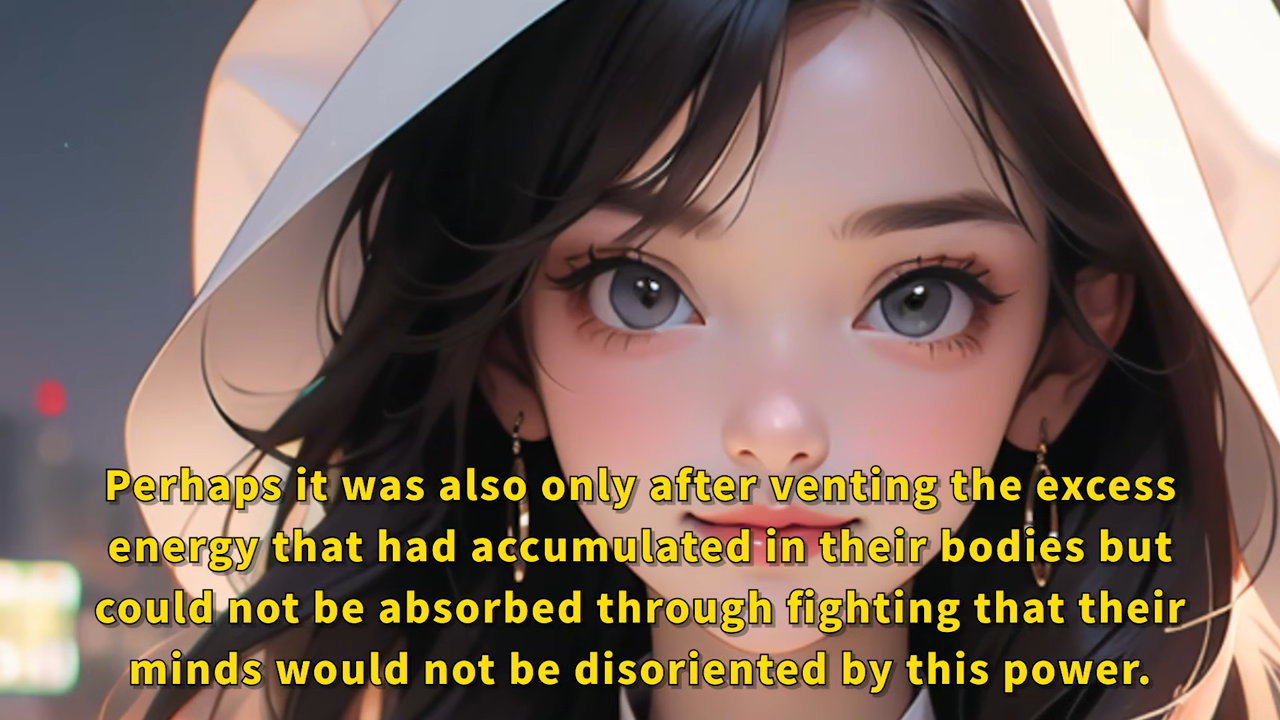 Perhaps it was also only after venting the excess
energy that had accumulated in their bodies but
could not be absorbed through fighting that their
minds would not be disoriented by this power.